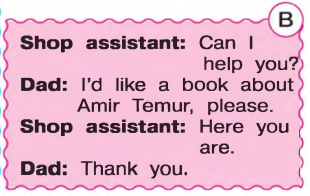 B
Shop assistant: Can I
help you?
Dad: I'd like a book about
Amir Temur, please.
Shop assistant: Here you
are.
Dad: Thank you.